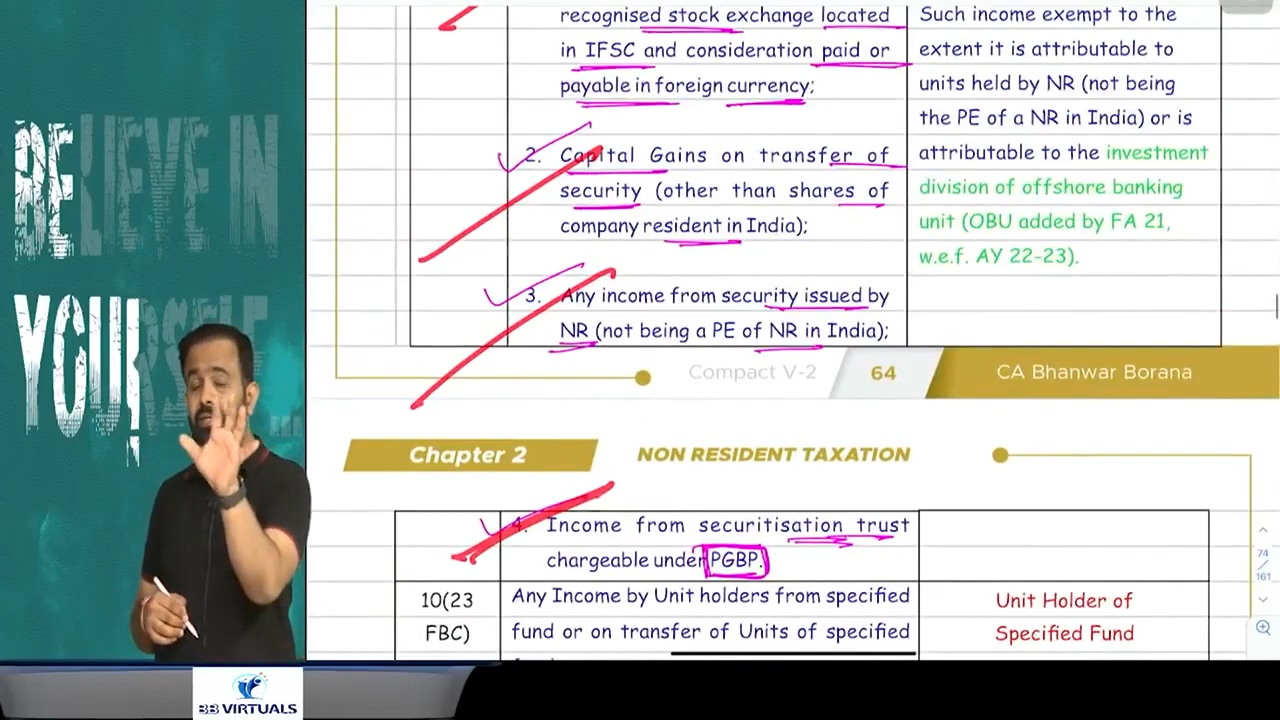 BELIEVE IN
YOURSELF...
recognised stock exchange located
in IFSC and consideration paid or
payable in foreign currency;
2. Capital Gains on transfer of
security (other than shares of
company resident in India);
3. Any income from security issued by
NR (not being a PE of NR in India);
Such income exempt to the
extent it is attributable to
units held by NR (not being
the PE of a NR in India) or is
attributable to the investment
division of offshore banking
unit (OBU added by FA 21,
w.e.f. AY 22-23).
Compact V-2 64 CA Bhanwar Borana
Chapter 2 NON RESIDENT TAXATION
4. Income from securitisation trust
chargeable under PGBP.
10(23
FBC)
Any Income by Unit holders from specified
fund or on transfer of Units of specified
Unit Holder of
Specified Fund
74
/
161
BB VIRTUALS